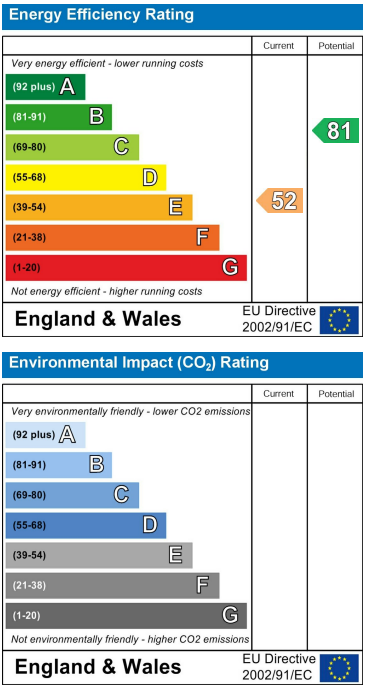 Energy Efficiency Rating
Current Potential
Very energy efficient - lower running costs
(92 plus) A
(81-91) B
81
(69-80) C
(55-68) D
(39-54) E
52
(21-38) F
(1-20) G
Not energy efficient - higher running costs
England & Wales
EU Directive
2002/91/EC
Environmental Impact (CO₂) Rating
Current Potential
Very environmentally friendly - lower CO2 emissions
(92 plus) A
(81-91) B
(69-80) C
(55-68) D
(39-54) E
(21-38) F
(1-20) G
Not environmentally friendly - higher CO2 emissions
England & Wales
EU Directive
2002/91/EC